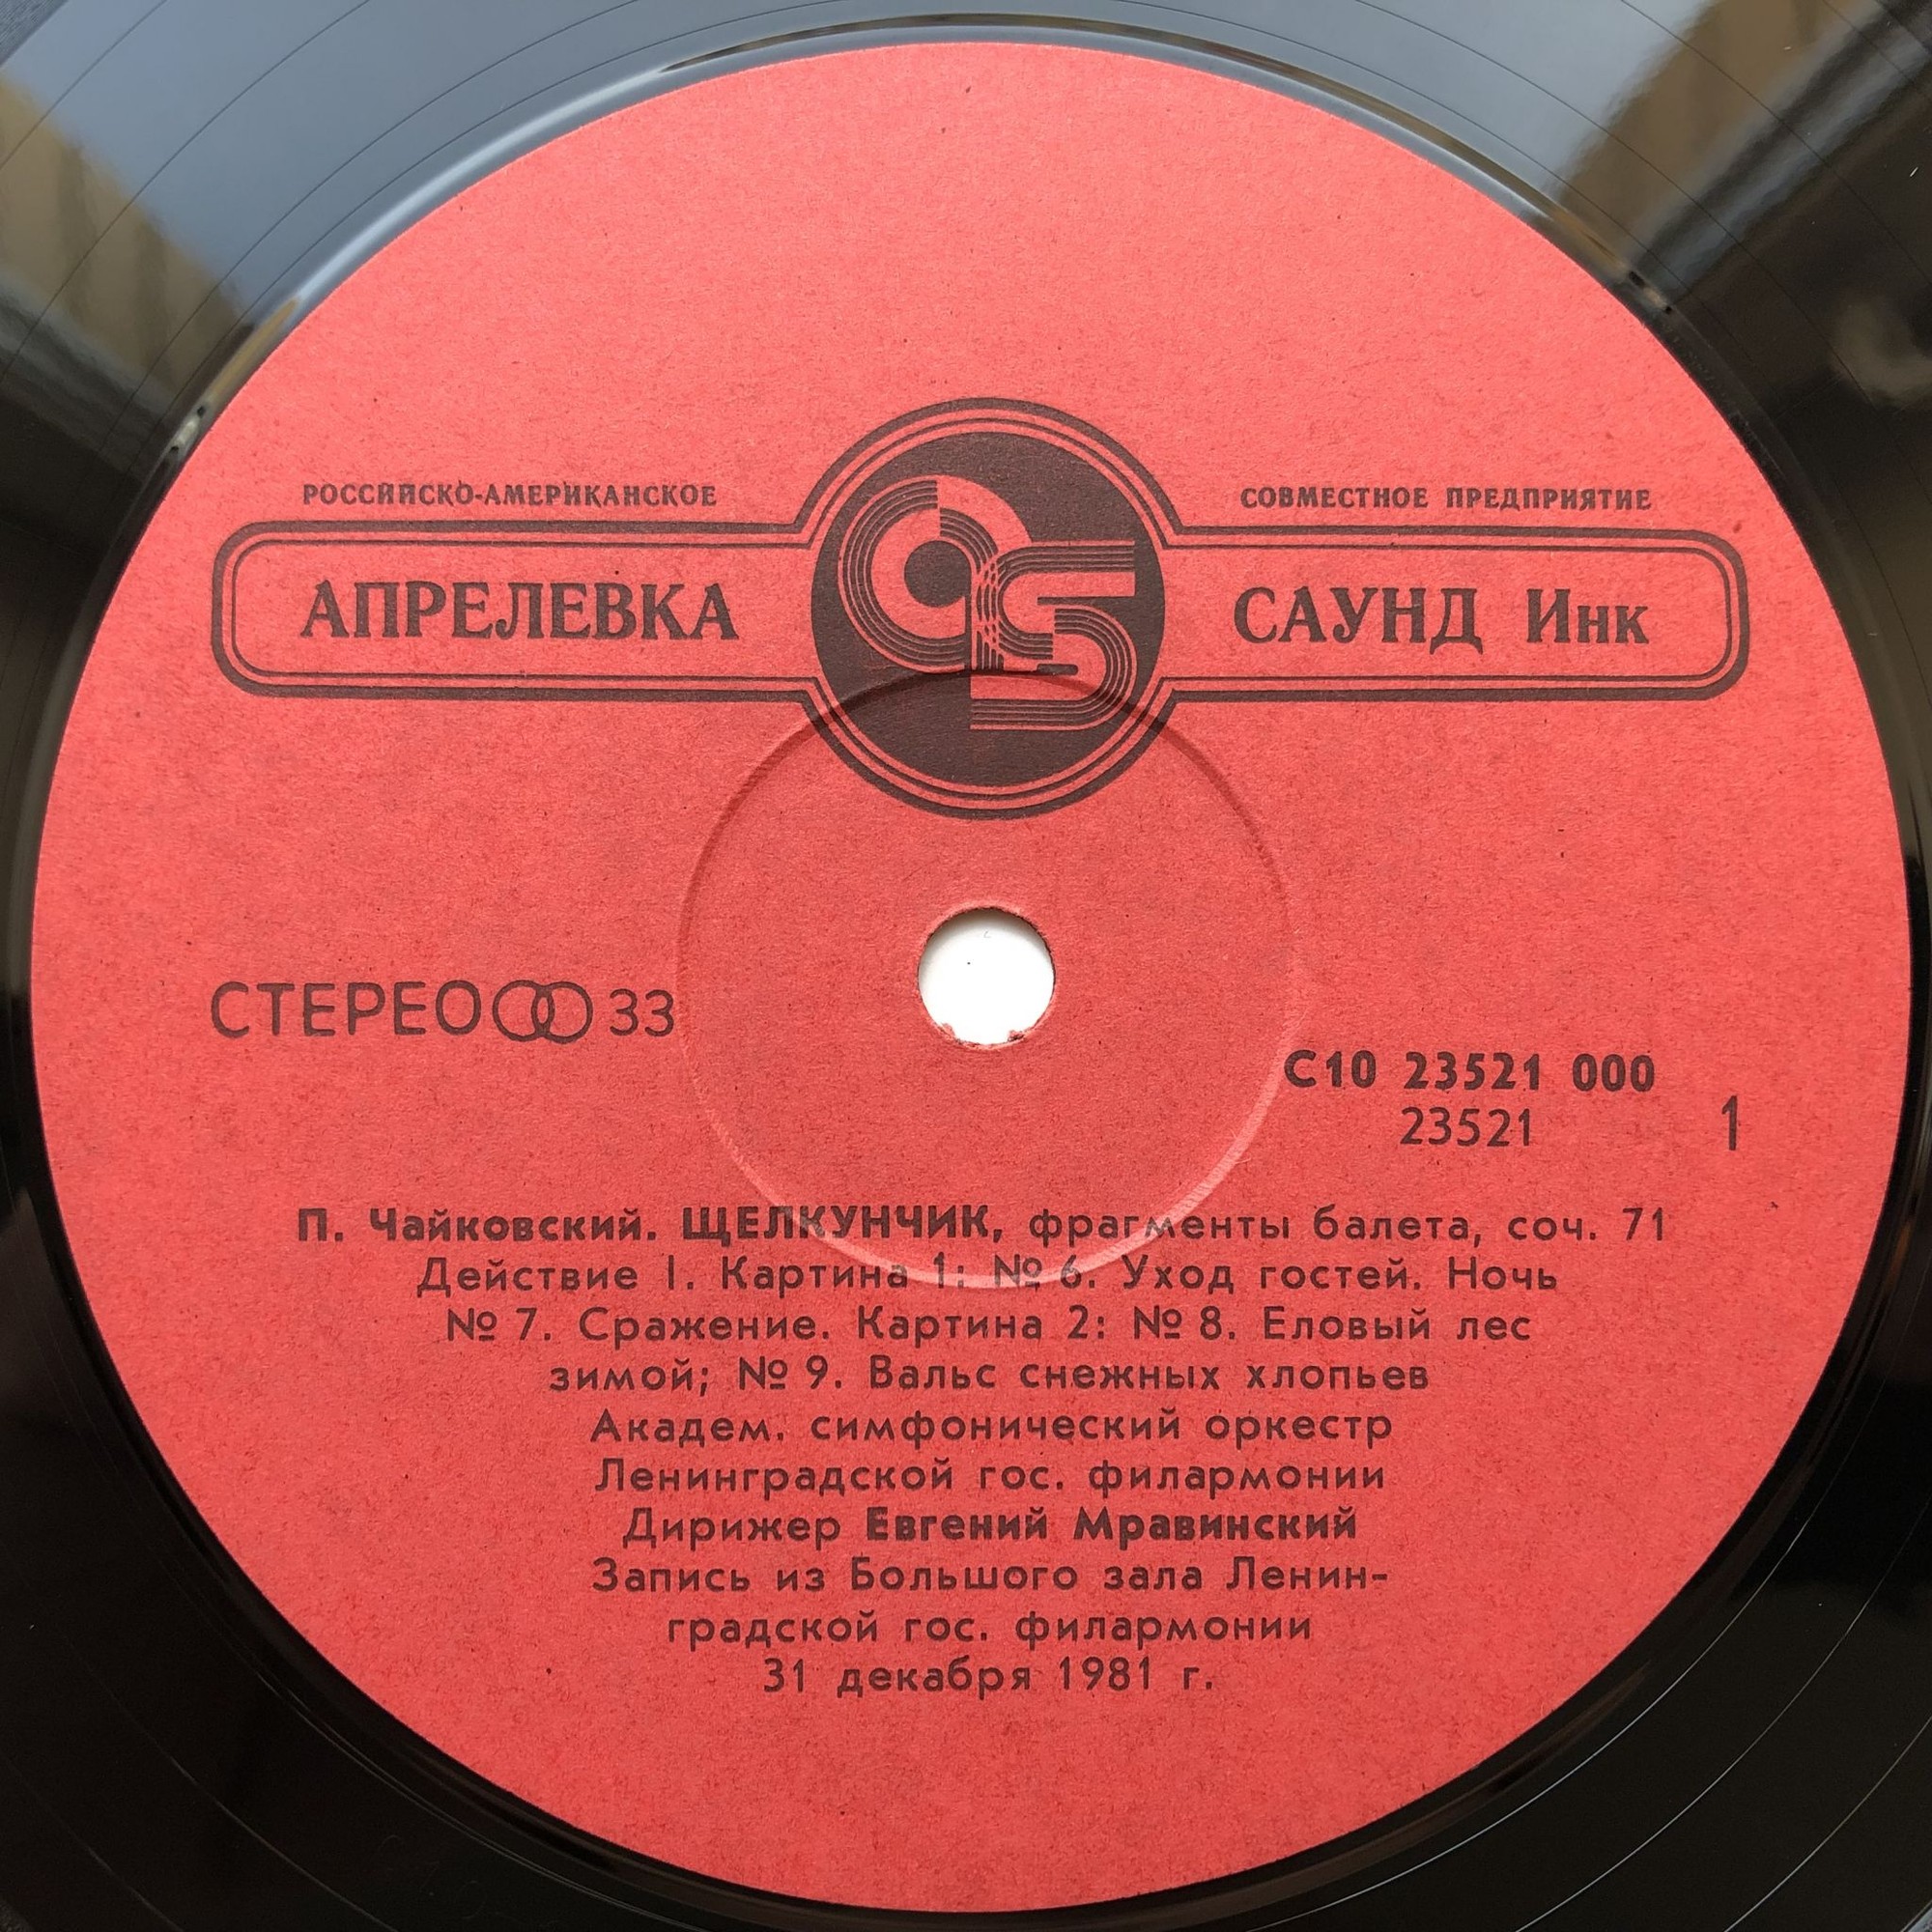 РОССИЙСКО-АМЕРИКАНСКОЕ СОВМЕСТНОЕ ПРЕДПРИЯТИЕ
АПРЕЛЕВКА САУНД Инк
СТЕРЕО 33
С10 23521 000
23521 1
П. Чайковский. ЩЕЛКУНЧИК, фрагменты балета, соч. 71
Действие I. Картина 1: № 6. Уход гостей. Ночь
№ 7. Сражение. Картина 2: № 8. Еловый лес
зимой; № 9. Вальс снежных хлопьев
Академ. симфонический оркестр
Ленинградской гос. филармонии
Дирижер Евгений Мравинский
Запись из Большого зала Ленин-
градской гос. филармонии
31 декабря 1981 г.